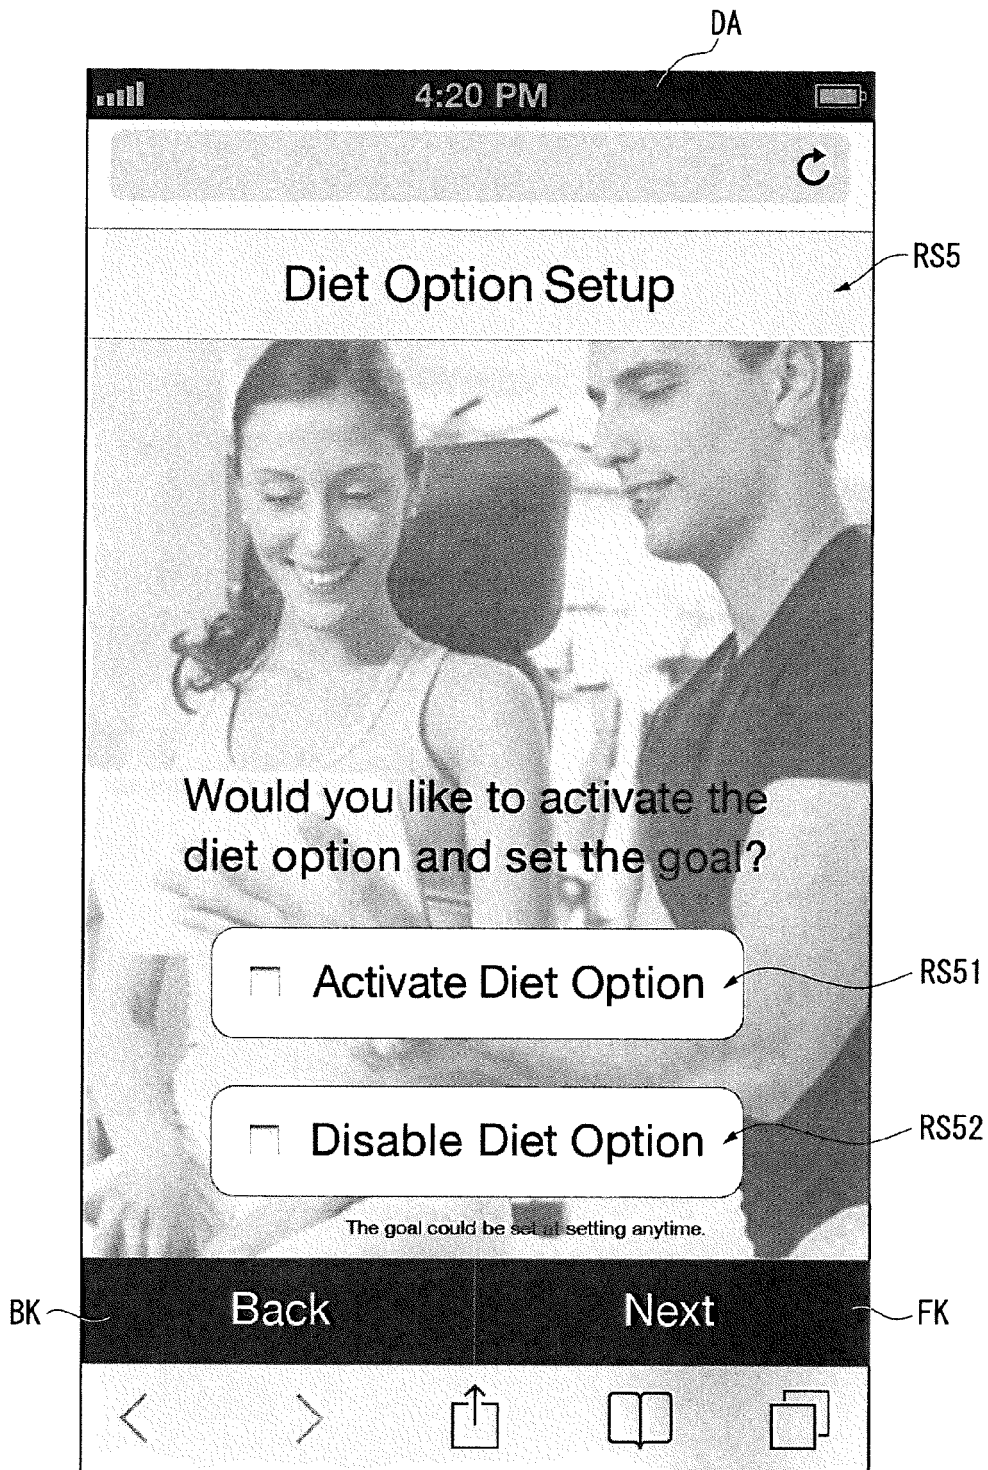 DA
4:20 PM
Diet Option Setup
RS5
Would you like to activate the
diet option and set the goal?
Activate Diet Option
RS51
Disable Diet Option
RS52
The goal could be set at setting anytime.
BK
Back
Next
FK